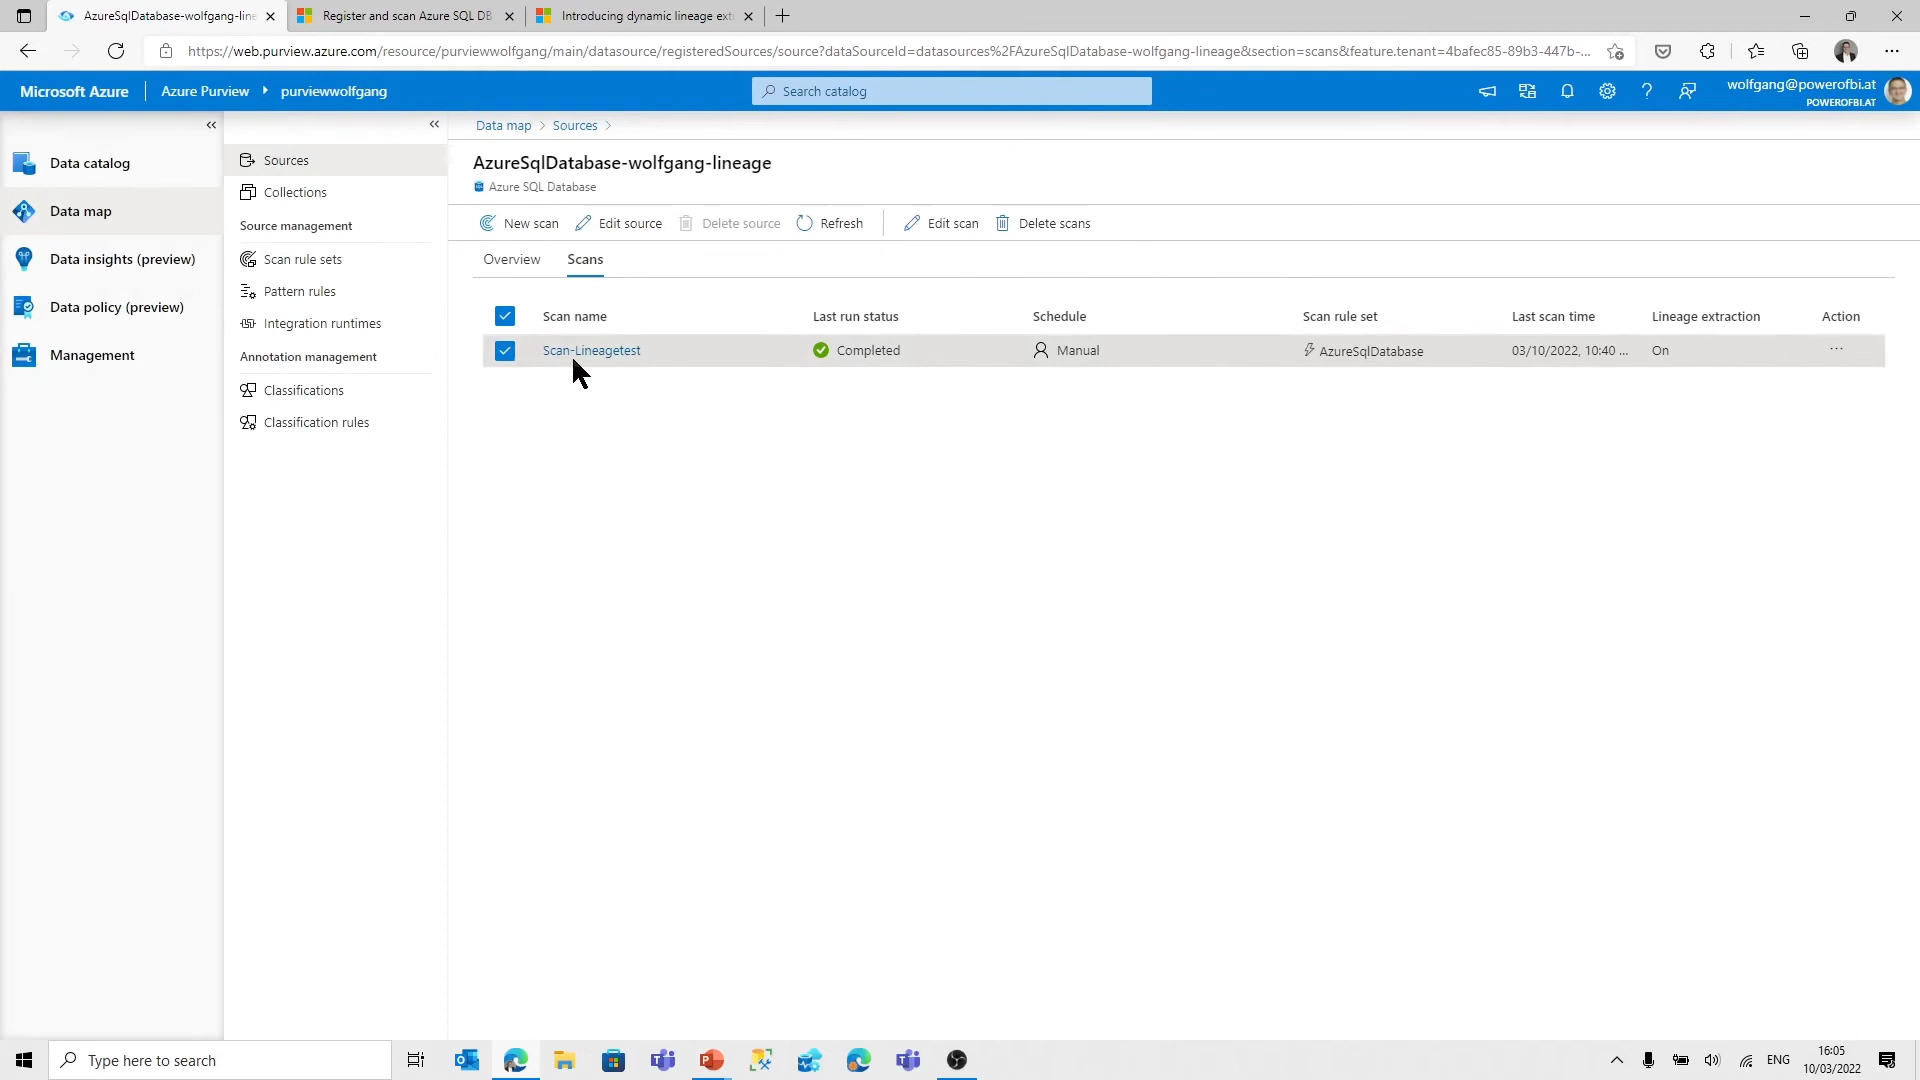 AzureSqlDatabase-wolfgang-line
Register and scan Azure SQL DB
Introducing dynamic lineage ext
https://web.purview.azure.com/resource/purviewwolfgang/main/datasource/registeredSources/source?dataSourceId=datasources%2FAzureSqlDatabase-wolfgang-lineage&section=scans&feature.tenant=4bafec85-89b3-447b-...
Microsoft Azure
Azure Purview
purviewwolfgang
Search catalog
wolfgang@powerofbi.at
POWEROFBI.AT
Data catalog
Data map
Data insights (preview)
Data policy (preview)
Management
Sources
Collections
Source management
Scan rule sets
Pattern rules
Integration runtimes
Annotation management
Classifications
Classification rules
Data map > Sources >
AzureSqlDatabase-wolfgang-lineage
Azure SQL Database
New scan Edit source Delete source Refresh Edit scan Delete scans
Overview Scans
Scan name Last run status Schedule Scan rule set Last scan time Lineage extraction Action
Scan-Lineagetest Completed Manual AzureSqlDatabase 03/10/2022, 10:40 ... On ...
Type here to search
ENG
16:05
10/03/2022